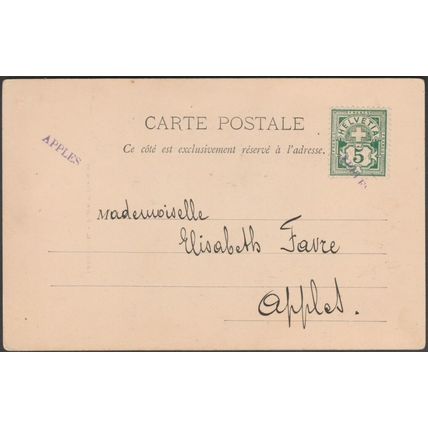 CARTE POSTALE
Ce côté est exclusivement réservé à l'adresse.
HELVETIA
5
APPLES
Mademoiselle
Elisabeth Favre
Apples.